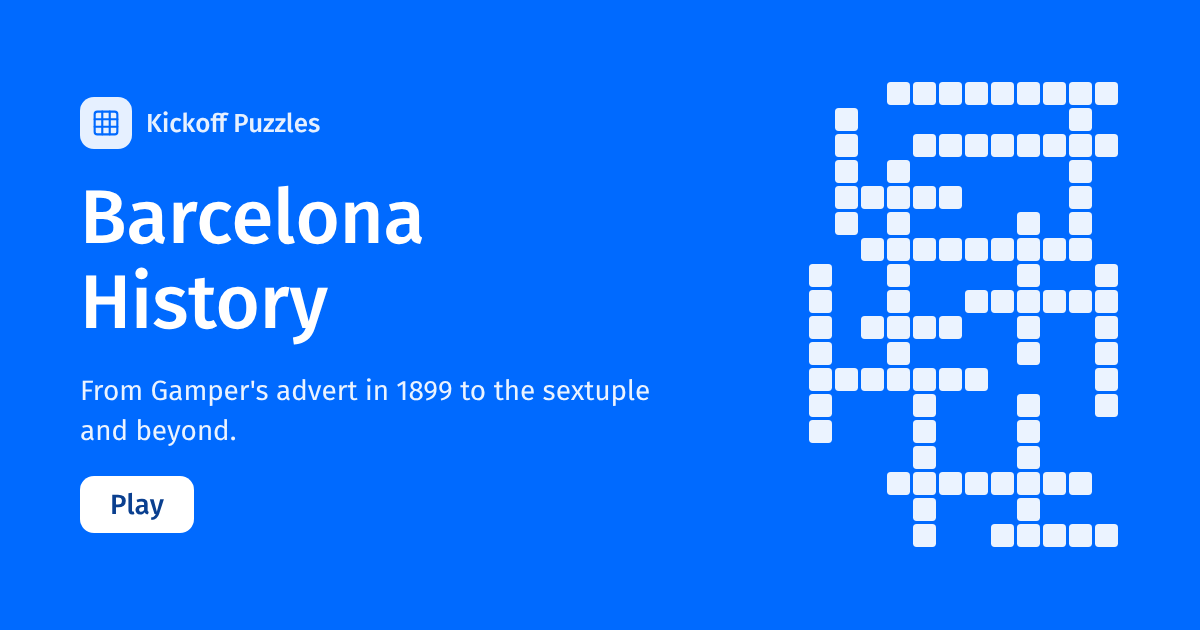 Kickoff Puzzles
Barcelona
History
From Gamper's advert in 1899 to the sextuple
and beyond.
Play